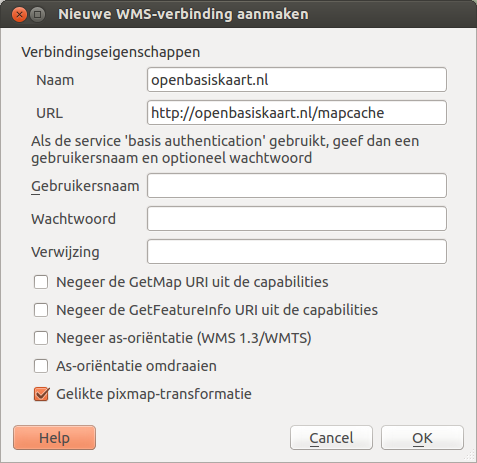 Nieuwe WMS-verbinding aanmaken
Verbindingseigenschappen
Naam openbasiskaart.nl
URL http://openbasiskaart.nl/mapcache
Als de service 'basis authentication' gebruikt, geef dan een
gebruikersnaam en optioneel wachtwoord
Gebruikersnaam
Wachtwoord
Verwijzing
Negeer de GetMap URI uit de capabilities
Negeer de GetFeatureInfo URI uit de capabilities
Negeer as-oriëntatie (WMS 1.3/WMTS)
As-oriëntatie omdraaien
Gelikte pixmap-transformatie
Help Cancel OK